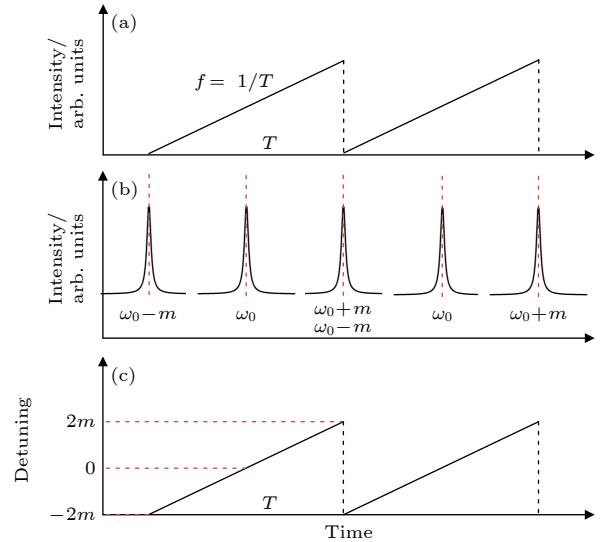 (a)
Intensity/
arb. units
f = 1/T
T
(b)
Intensity/
arb. units
ω₀−m
ω₀
ω₀+m
ω₀−m
ω₀
ω₀+m
(c)
Detuning
2m
0
−2m
T
Time